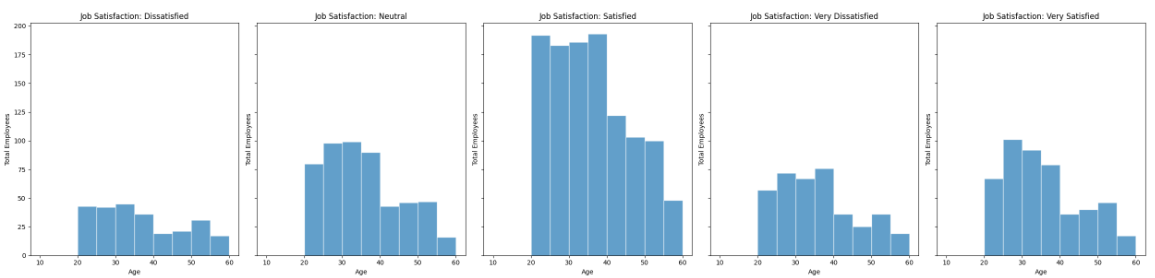 Job Satisfaction: Dissatisfied
Job Satisfaction: Neutral
Job Satisfaction: Satisfied
Job Satisfaction: Very Dissatisfied
Job Satisfaction: Very Satisfied
200
175
150
125
100
75
50
25
0
Total Employees
Total Employees
Total Employees
Total Employees
Total Employees
10 20 30 40 50 60
10 20 30 40 50 60
10 20 30 40 50 60
10 20 30 40 50 60
10 20 30 40 50 60
Age
Age
Age
Age
Age